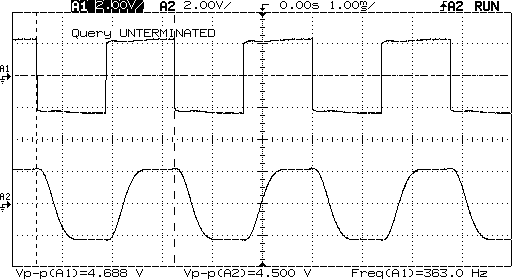 A1 2.00V/ A2 2.00V/ 0.00s 1.00ms/ fA2 RUN
Query UNTERMINATED
A1
A2
Vp-p(A1)=4.688 V Vp-p(A2)=4.500 V Freq(A1)=363.0 Hz